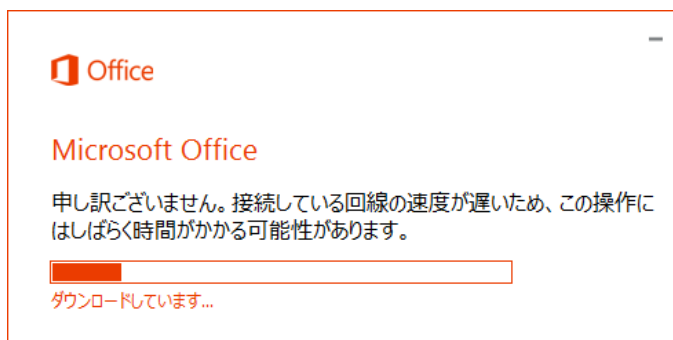 Office
Microsoft Office
申し訳ございません。接続している回線の速度が遅いため、この操作に
はしばらく時間がかかる可能性があります。
ダウンロードしています...